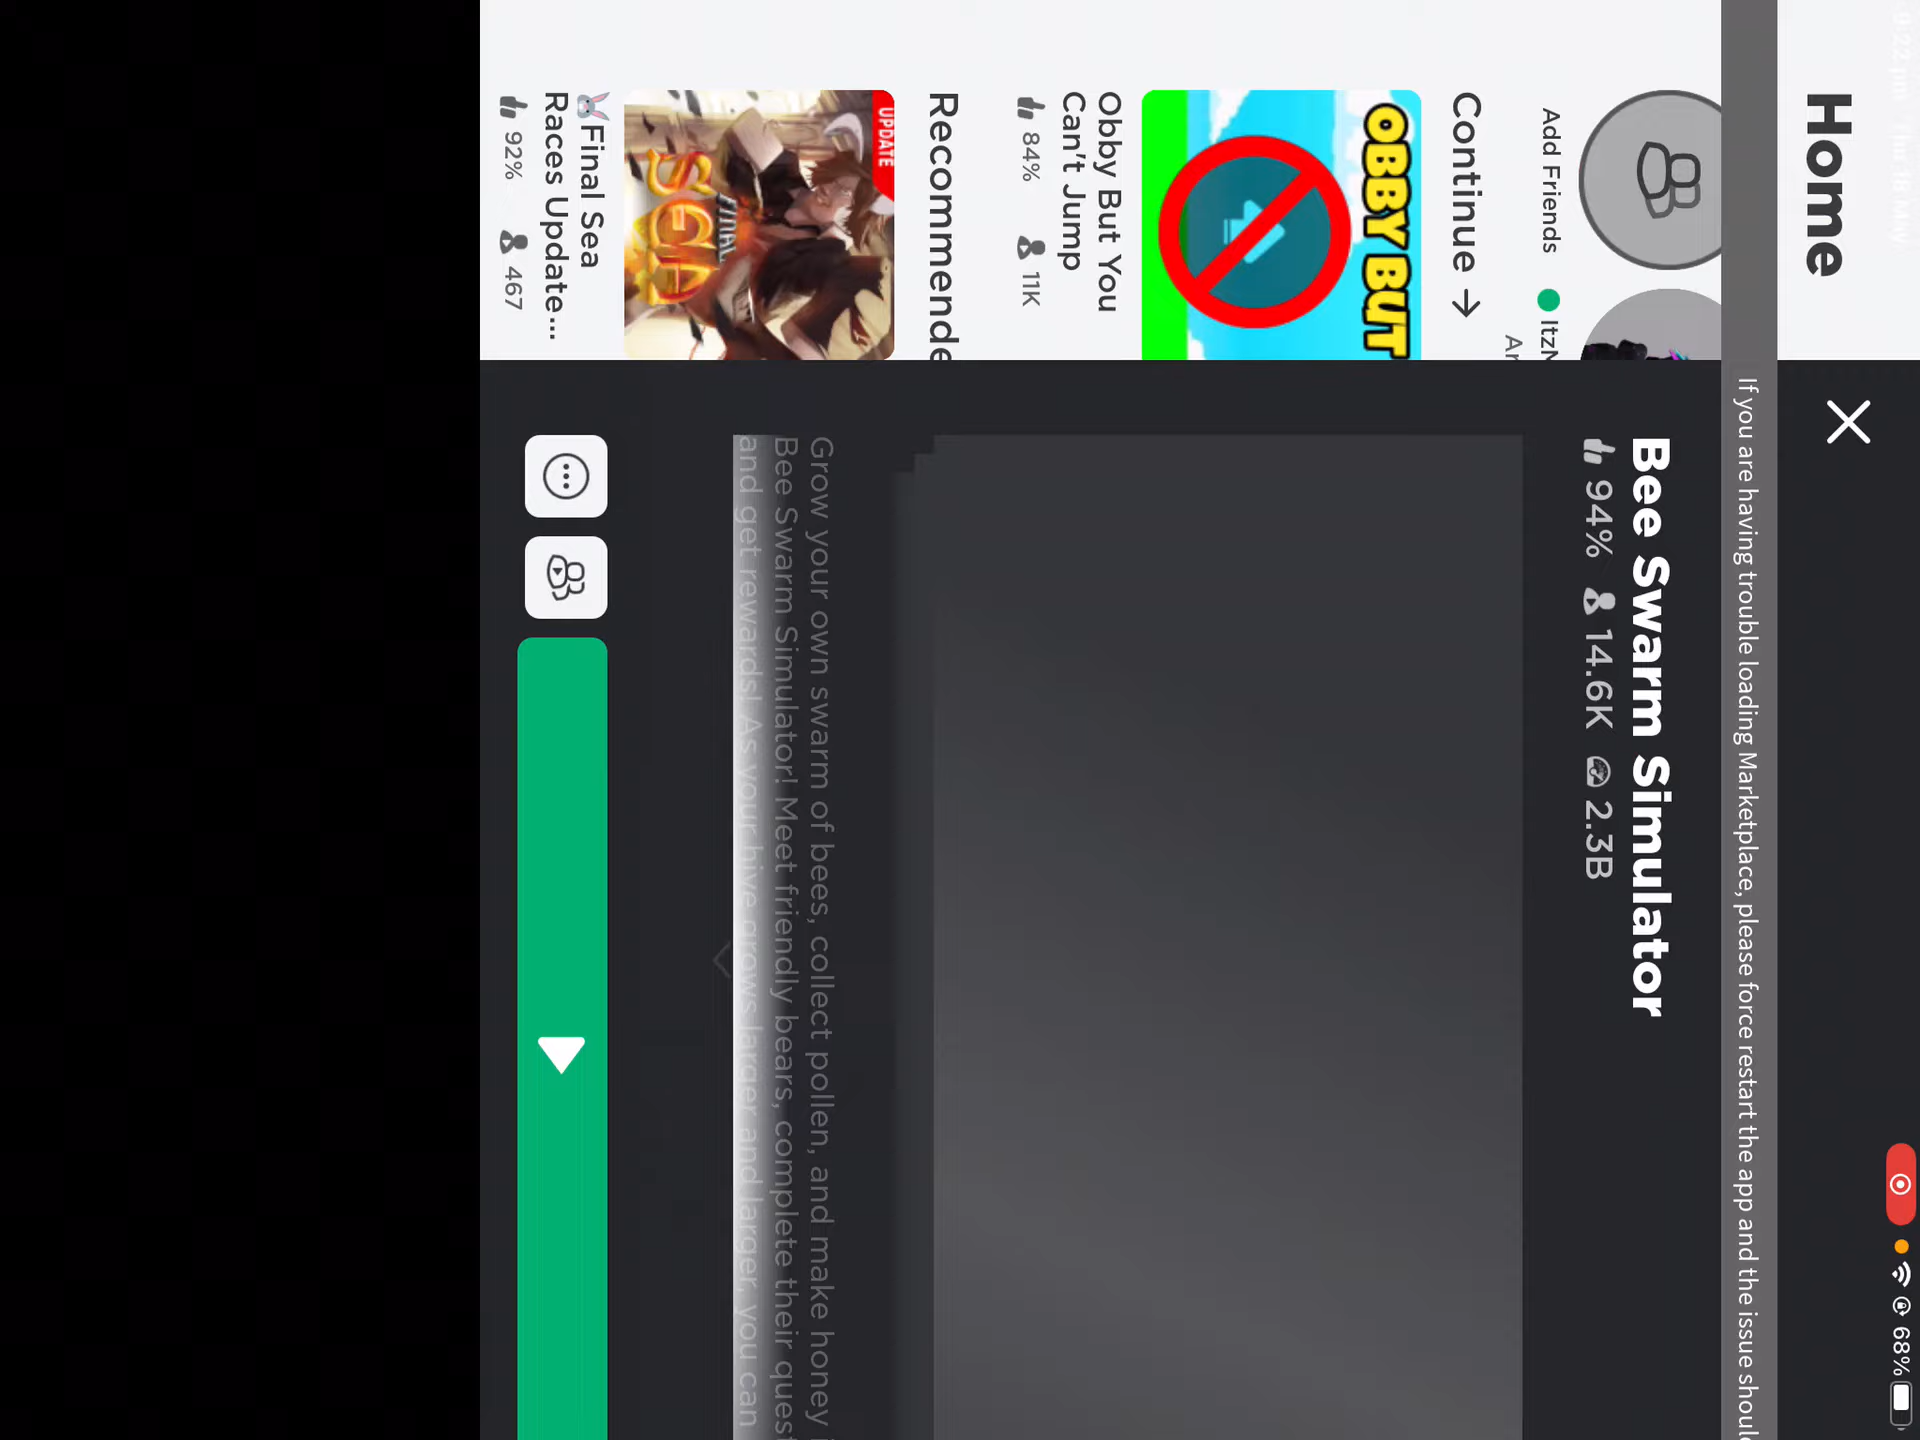 Home
68%
If you are having trouble loading Marketplace, please force restart the app and the issue
Add Friends
Continue →
OBBY BUT
Obby But You
Can't Jump
84% 11K
UPDATE
Final Sea
Races Update...
92% 467
Bee Swarm Simulator
94% 14.6K 2.3B
Grow your own swarm of bees, collect pollen, and make honey
Bee Swarm Simulator! Meet friendly bears, complete their
and get rewards! As your hive grows larger and larger, you can